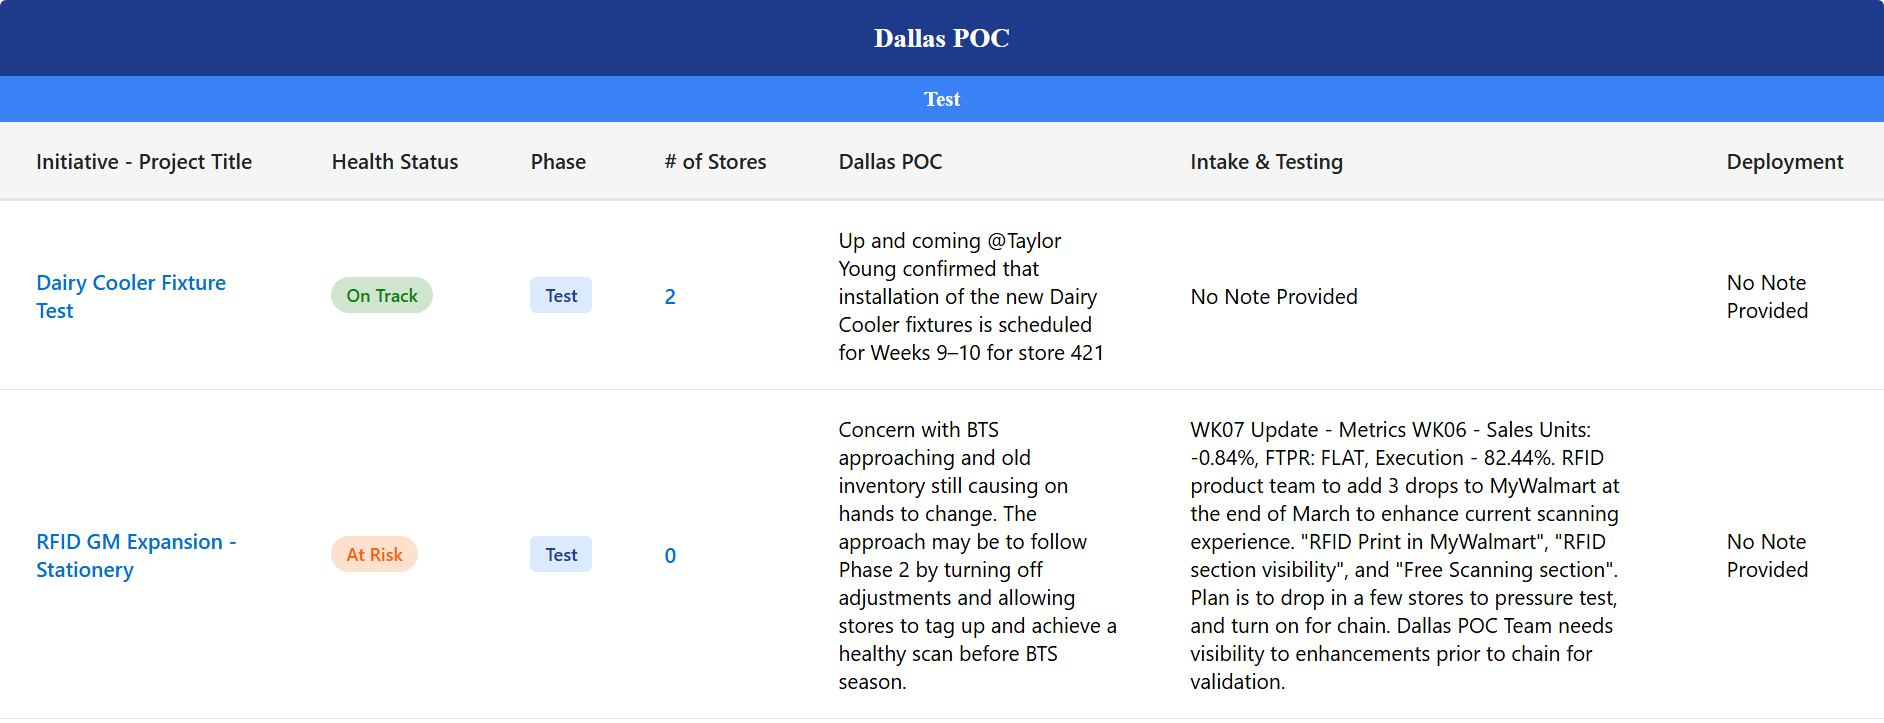 Dallas POC
Test
Initiative - Project Title
Health Status
Phase
# of Stores
Dallas POC
Intake & Testing
Deployment
Dairy Cooler Fixture
Test
On Track
Test
2
Up and coming @Taylor
Young confirmed that
installation of the new Dairy
Cooler fixtures is scheduled
for Weeks 9–10 for store 421
No Note Provided
No Note
Provided
RFID GM Expansion -
Stationery
At Risk
Test
0
Concern with BTS
approaching and old
inventory still causing on
hands to change. The
approach may be to follow
Phase 2 by turning off
adjustments and allowing
stores to tag up and achieve a
healthy scan before BTS
season.
WK07 Update - Metrics WK06 - Sales Units:
-0.84%, FTPR: FLAT, Execution - 82.44%. RFID
product team to add 3 drops to MyWalmart at
the end of March to enhance current scanning
experience. "RFID Print in MyWalmart", "RFID
section visibility", and "Free Scanning section".
Plan is to drop in a few stores to pressure test,
and turn on for chain. Dallas POC Team needs
visibility to enhancements prior to chain for
validation.
No Note
Provided